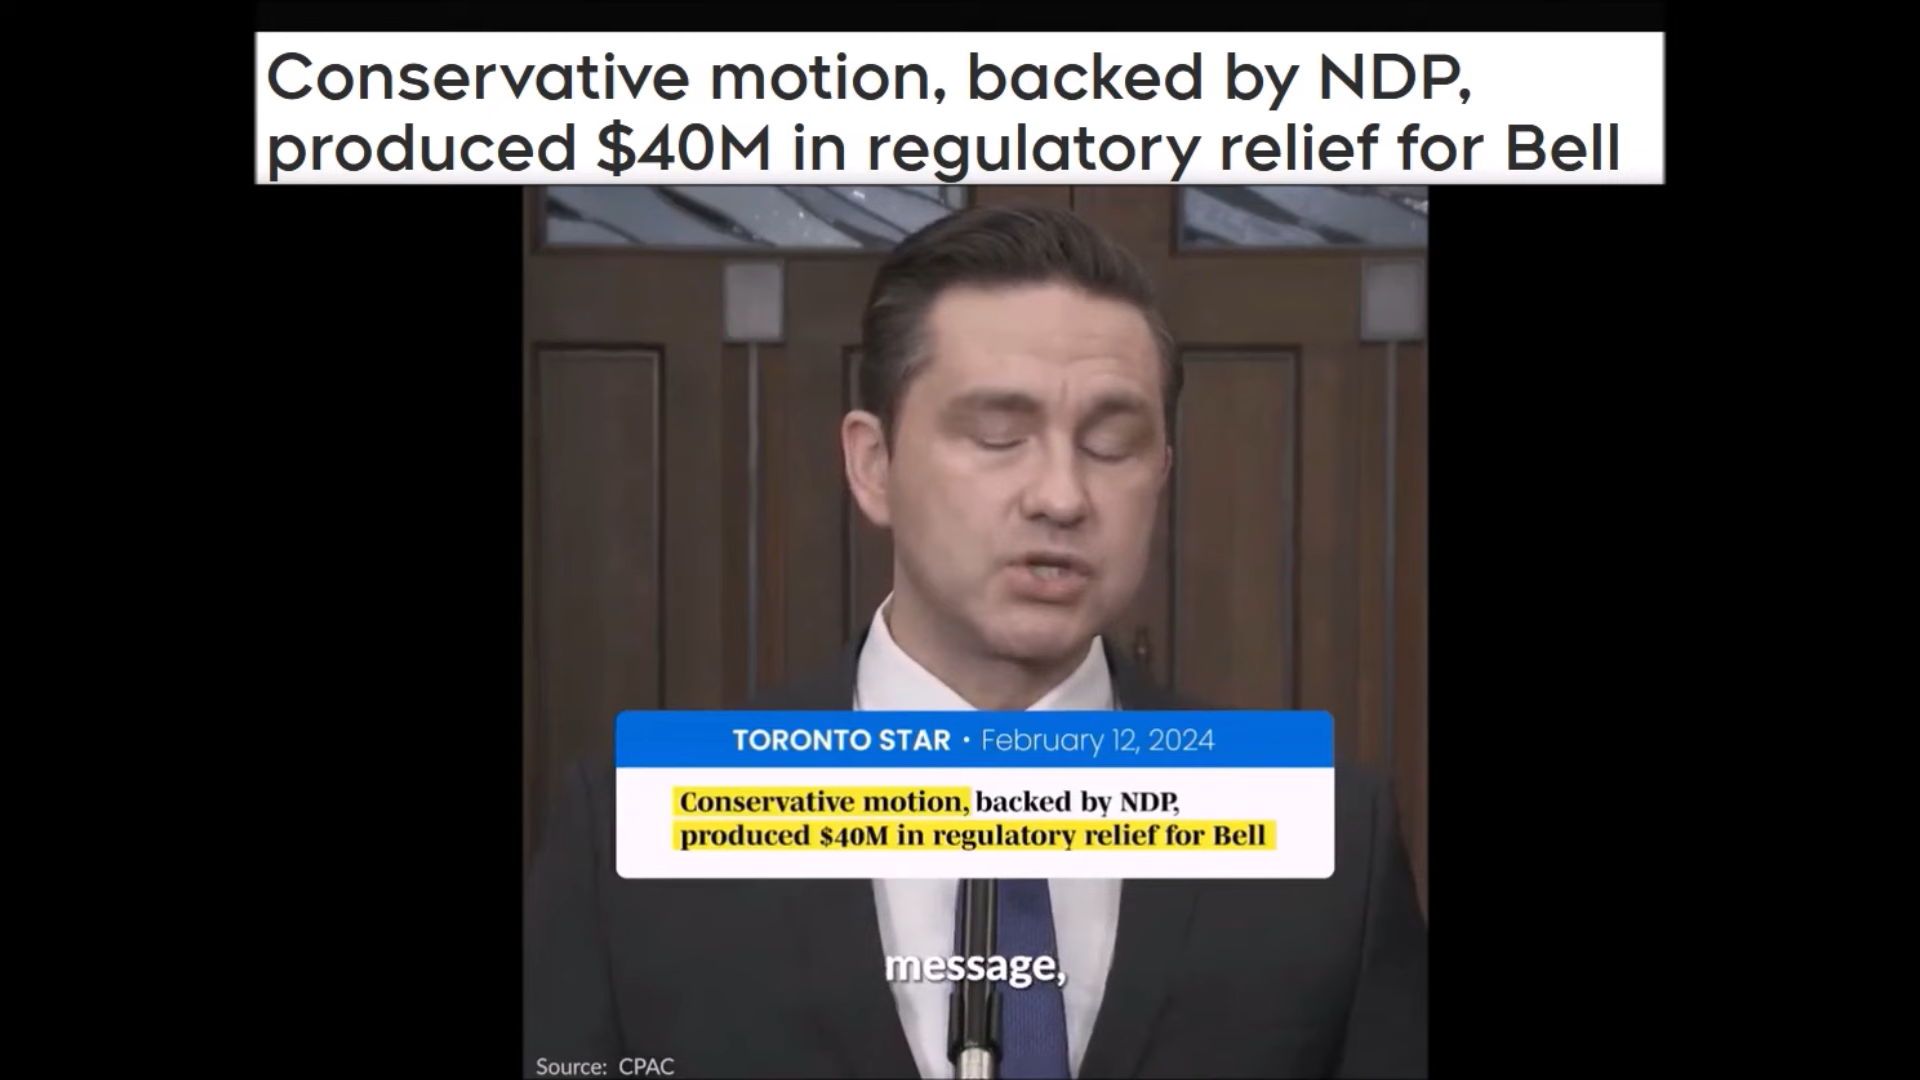 Conservative motion, backed by NDP,
produced $40M in regulatory relief for Bell
TORONTO STAR • February 12, 2024
Conservative motion, backed by NDP,
produced $40M in regulatory relief for Bell
message,
Source: CPAC